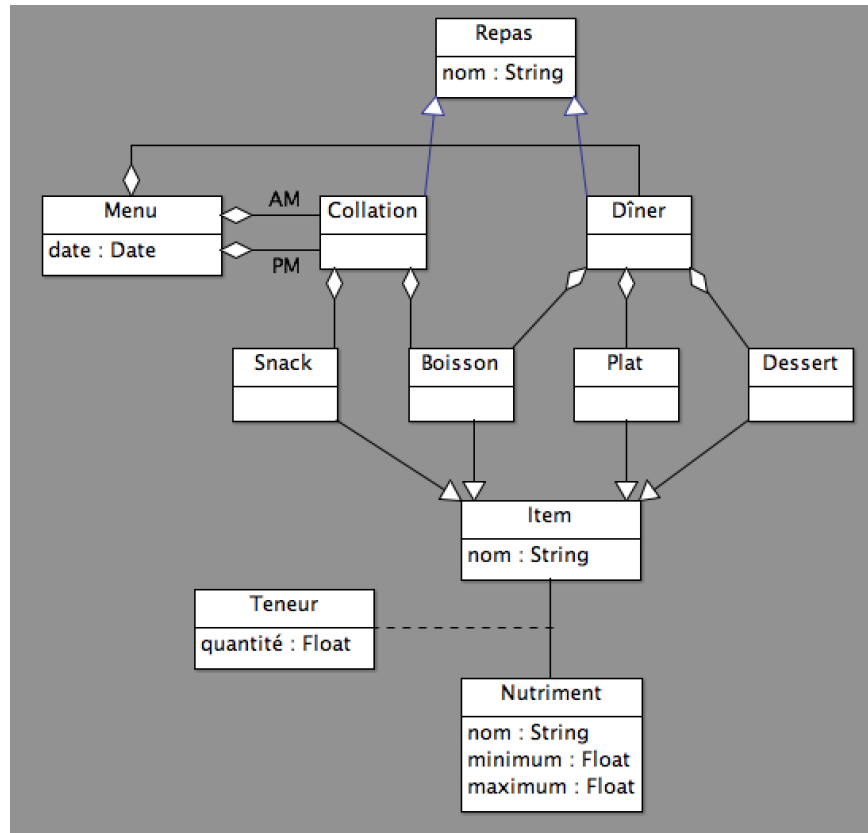 Repas
nom : String
AM
Menu
Collation
Dîner
date : Date
PM
Snack
Boisson
Plat
Dessert
Item
nom : String
Teneur
quantité : Float
Nutriment
nom : String
minimum : Float
maximum : Float